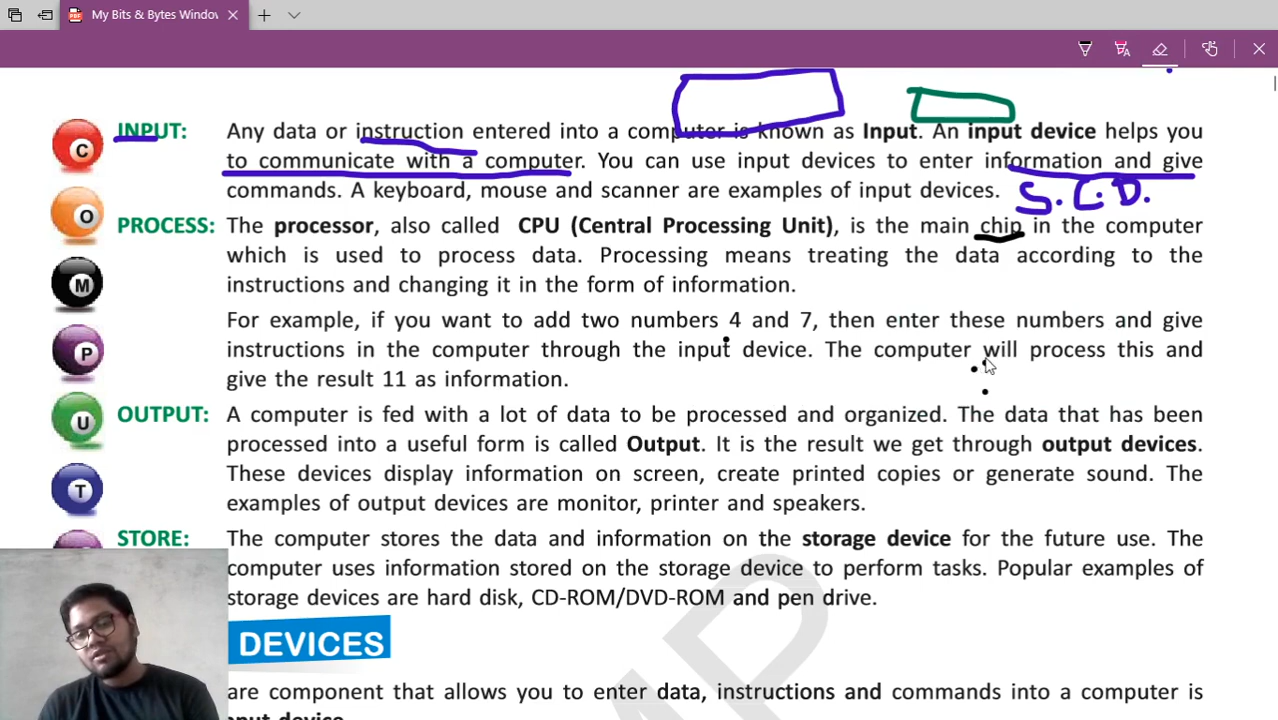 My Bits & Bytes Window
INPUT: Any data or instruction entered into a computer is known as Input. An input device helps you
to communicate with a computer. You can use input devices to enter information and give
commands. A keyboard, mouse and scanner are examples of input devices.
S.C.D.
PROCESS: The processor, also called CPU (Central Processing Unit), is the main chip in the computer
which is used to process data. Processing means treating the data according to the
instructions and changing it in the form of information.
For example, if you want to add two numbers 4 and 7, then enter these numbers and give
instructions in the computer through the input device. The computer will process this and
give the result 11 as information.
OUTPUT: A computer is fed with a lot of data to be processed and organized. The data that has been
processed into a useful form is called Output. It is the result we get through output devices.
These devices display information on screen, create printed copies or generate sound. The
examples of output devices are monitor, printer and speakers.
STORE: The computer stores the data and information on the storage device for the future use. The
computer uses information stored on the storage device to perform tasks. Popular examples of
storage devices are hard disk, CD-ROM/DVD-ROM and pen drive.
DEVICES
are component that allows you to enter data, instructions and commands into a computer is
device.
C
O
M
P
U
T